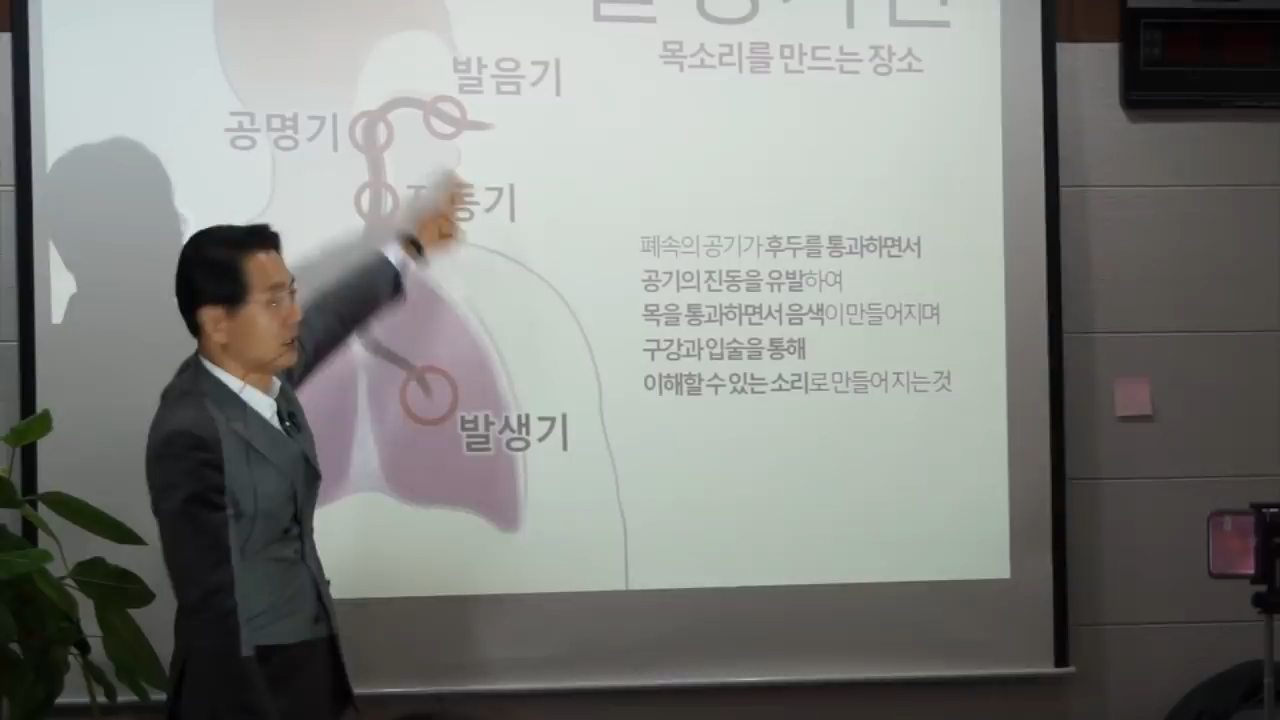 목소리를 만드는 장소
발음기
공명기
폐속의 공기가 후두를 통과하면서
공기의 진동을 유발하여
목을 통과하면서 음색이 만들어지며
구강과 입술을 통해
이해할 수 있는 소리로 만들어 지는 것
발생기